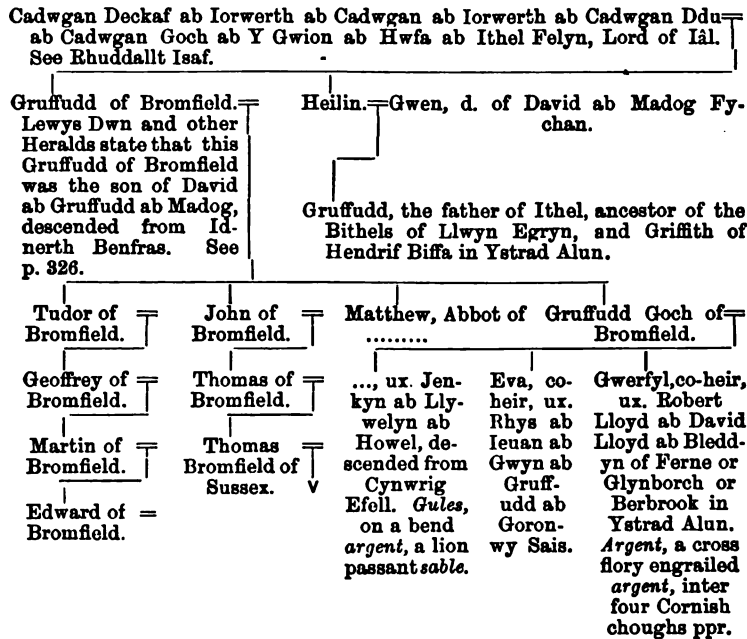 Cadwgan Deckaf ab Iorwerth ab Cadwgan ab Iorwerth ab Cadwgan Ddu=
ab Cadwgan Goch ab Y Gwion ab Hwfa ab Ithel Felyn, Lord of Iâl.
See Rhuddallt Isaf.
Gruffudd of Bromfield.=
Lewys Dwn and other
Heralds state that this
Gruffudd of Bromfield
was the son of David
ab Gruffudd ab Madog,
descended from Id-
nerth Benfras. See
p. 326.
Heilin.=Gwen, d. of David ab Madog Fy-
chan.
Gruffudd, the father of Ithel, ancestor of the
Bithels of Llwyn Egryn, and Griffith of
Hendrif Biffa in Ystrad Alun.
Tudor of =
Bromfield.
Geoffrey of =
Bromfield.
Martin of =
Bromfield.
Edward of =
Bromfield.
John of =
Bromfield.
Thomas of =
Bromfield.
Thomas =
Bromfield of
Sussex. v
Matthew, Abbot of
.........
Gruffudd Goch of=
Bromfield.
..., ux. Jen-
kyn ab Lly-
welyn ab
Howel, de-
scended from
Cynwrig
Efell. Gules,
on a bend
argent, a lion
passant sable.
Eva, co-
heir, ux.
Rhys ab
Ieuan ab
Gwyn ab
Gruff-
udd ab
Goron-
wy Sais.
Gwerfyl,co-heir,
ux. Robert
Lloyd ab David
Lloyd ab Bledd-
yn of Ferne or
Glynborch or
Berbrook in
Ystrad Alun.
Argent, a cross
flory engrailed
argent, inter
four Cornish
choughs ppr.